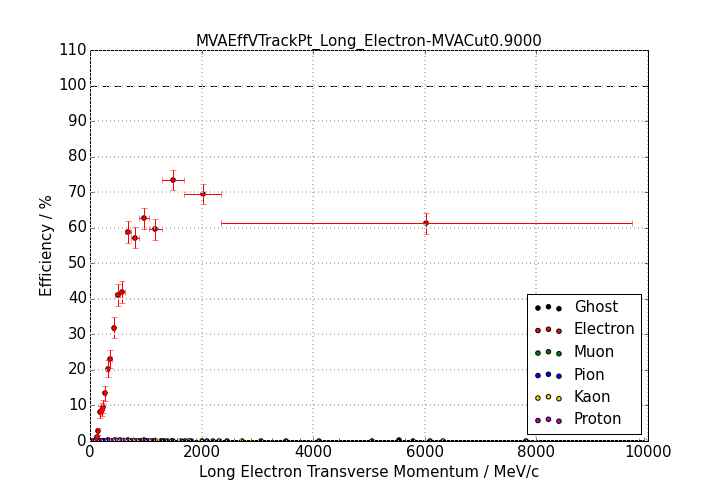 MVAEffVTrackPt_Long_Electron-MVACut0.9000
110
100
90
80
70
60
50
40
30
20
10
0
Efficiency / %
Ghost
Electron
Muon
Pion
Kaon
Proton
0 2000 4000 6000 8000 10000
Long Electron Transverse Momentum / MeV/c